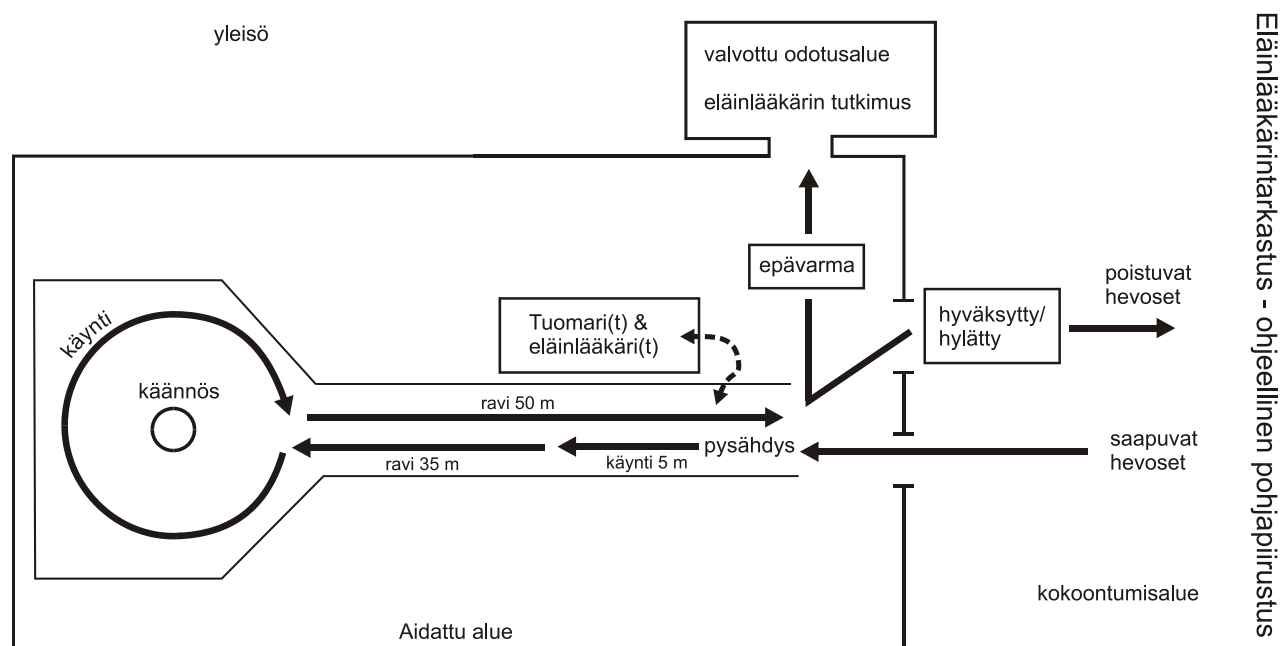 yleisö
valvottu odotusalue
eläinlääkärin tutkimus
epävarma
poistuvat
hevoset
hyväksytty/
hylätty
Tuomari(t) &
eläinlääkäri(t)
käynti
käännös
ravi 50 m
pysähdys
saapuvat
hevoset
ravi 35 m
käynti 5 m
kokoontumisalue
Aidattu alue
Eläinlääkärintarkastus - ohjeellinen pohjapiirustus